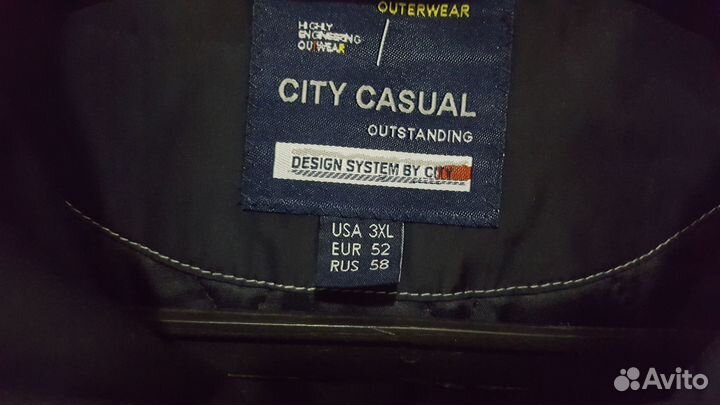 OUTERWEAR
HIGHLY
ENGINEERING
OUTWEAR
CITY CASUAL
OUTSTANDING
DESIGN SYSTEM BY CITY
USA 3XL
EUR 52
RUS 58
Avito